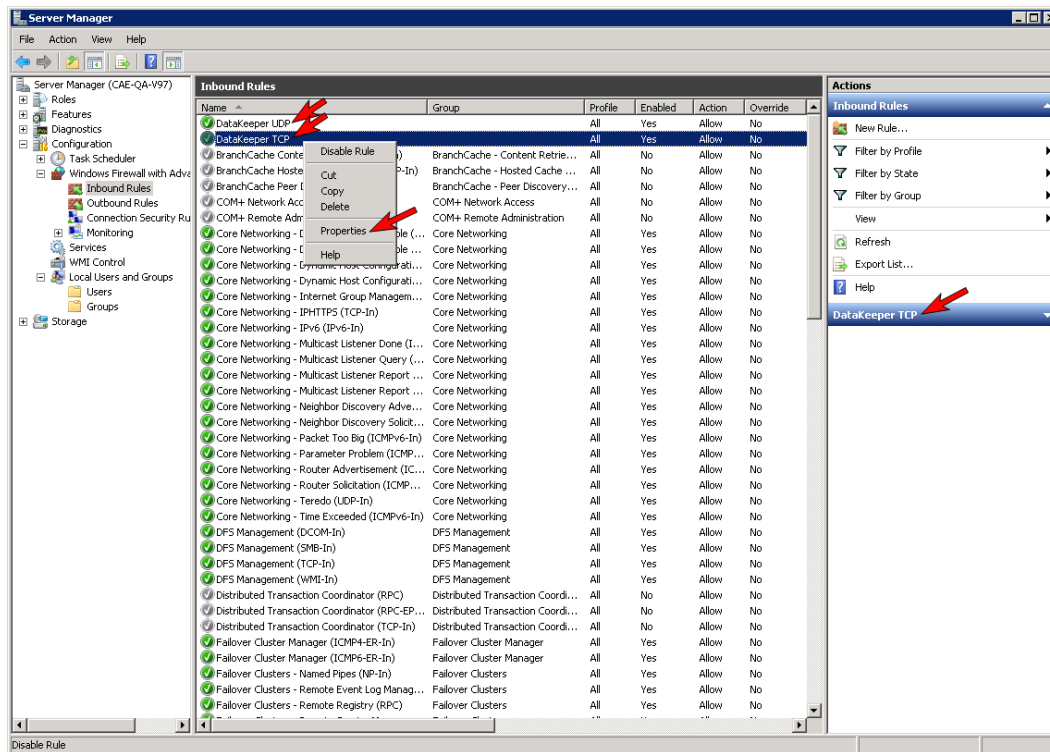 Server Manager
File Action View Help
Server Manager (CAE-QA-V97)
Roles
Features
Diagnostics
Configuration
Task Scheduler
Windows Firewall with Adva
Inbound Rules
Outbound Rules
Connection Security Ru
Monitoring
Services
WMI Control
Local Users and Groups
Users
Groups
Storage
Inbound Rules
Name Group Profile Enabled Action Override
DataKeeper UDP All Yes Allow No
DataKeeper TCP All Yes Allow No
BranchCache Conte ) BranchCache - Content Retrie... All No Allow No
BranchCache Hoste P-In) BranchCache - Hosted Cache ... All No Allow No
BranchCache Peer D BranchCache - Peer Discovery... All No Allow No
COM+ Network Acc COM+ Network Access All No Allow No
COM+ Remote Adm COM+ Remote Administration All No Allow No
Core Networking - D ble (... Core Networking All Yes Allow No
Core Networking - D ble ... Core Networking All Yes Allow No
Core Networking - Dynamic Host Configurati... Core Networking All Yes Allow No
Core Networking - Dynamic Host Configurati... Core Networking All Yes Allow No
Core Networking - Internet Group Managem... Core Networking All Yes Allow No
Core Networking - IPHTTPS (TCP-In) Core Networking All Yes Allow No
Core Networking - IPv6 (IPv6-In) Core Networking All Yes Allow No
Core Networking - Multicast Listener Done (I... Core Networking All Yes Allow No
Core Networking - Multicast Listener Query (... Core Networking All Yes Allow No
Core Networking - Multicast Listener Report ... Core Networking All Yes Allow No
Core Networking - Multicast Listener Report ... Core Networking All Yes Allow No
Core Networking - Neighbor Discovery Adve... Core Networking All Yes Allow No
Core Networking - Neighbor Discovery Solicit... Core Networking All Yes Allow No
Core Networking - Packet Too Big (ICMPv6-In) Core Networking All Yes Allow No
Core Networking - Parameter Problem (ICMP... Core Networking All Yes Allow No
Core Networking - Router Advertisement (IC... Core Networking All Yes Allow No
Core Networking - Router Solicitation (ICMP... Core Networking All Yes Allow No
Core Networking - Teredo (UDP-In) Core Networking All Yes Allow No
Core Networking - Time Exceeded (ICMPv6-In) Core Networking All Yes Allow No
DFS Management (DCOM-In) DFS Management All Yes Allow No
DFS Management (SMB-In) DFS Management All Yes Allow No
DFS Management (TCP-In) DFS Management All Yes Allow No
DFS Management (WMI-In) DFS Management All Yes Allow No
Distributed Transaction Coordinator (RPC) Distributed Transaction Coordi... All No Allow No
Distributed Transaction Coordinator (RPC-EP... Distributed Transaction Coordi... All No Allow No
Distributed Transaction Coordinator (TCP-In) Distributed Transaction Coordi... All No Allow No
Failover Cluster Manager (ICMP4-ER-In) Failover Cluster Manager All Yes Allow No
Failover Cluster Manager (ICMP6-ER-In) Failover Cluster Manager All Yes Allow No
Failover Clusters - Named Pipes (NP-In) Failover Clusters All Yes Allow No
Failover Clusters - Remote Event Log Manag... Failover Clusters All Yes Allow No
Failover Clusters - Remote Registry (RPC) Failover Clusters All Yes Allow No
Disable Rule
Cut
Copy
Delete
Properties
Help
Actions
Inbound Rules
New Rule...
Filter by Profile
Filter by State
Filter by Group
View
Refresh
Export List...
Help
DataKeeper TCP
Disable Rule